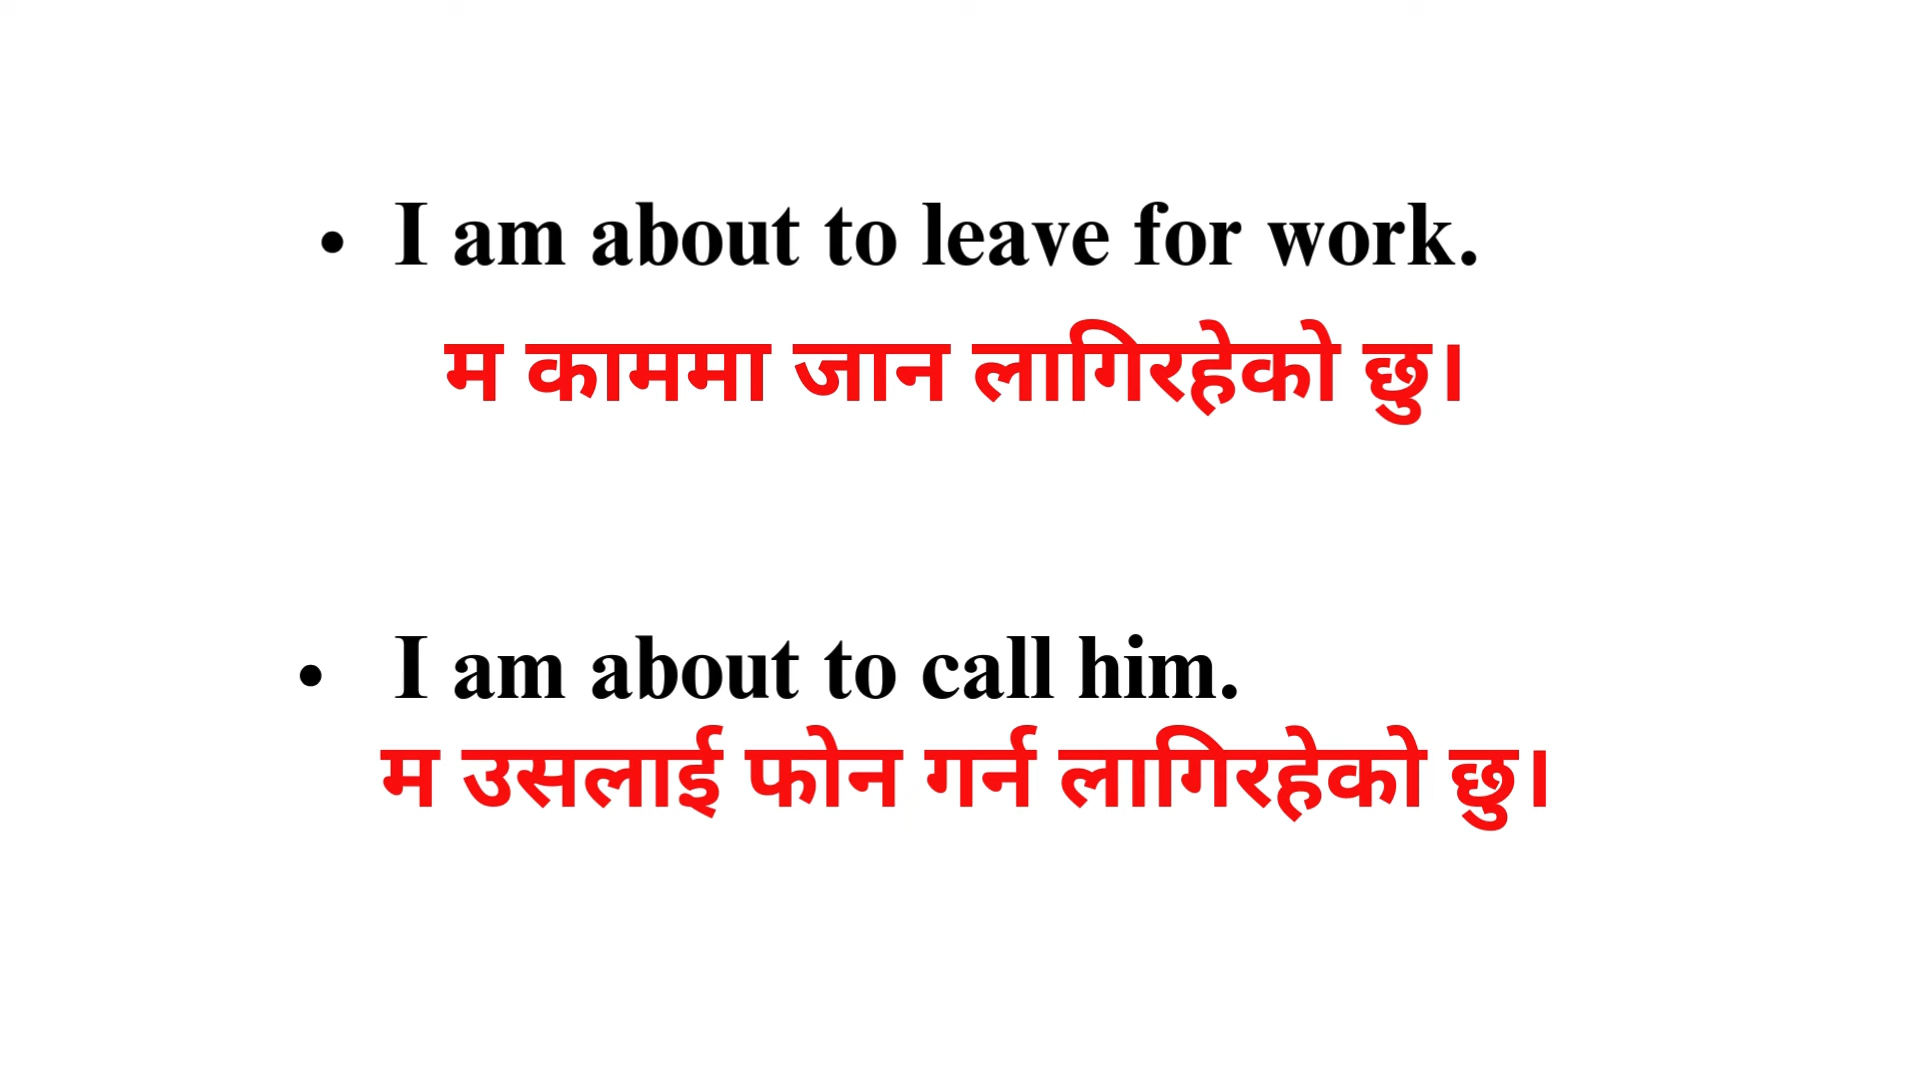 • I am about to leave for work.
म काममा जान लागिरहेको छु।
• I am about to call him.
म उसलाई फोन गर्न लागिरहेको छु।